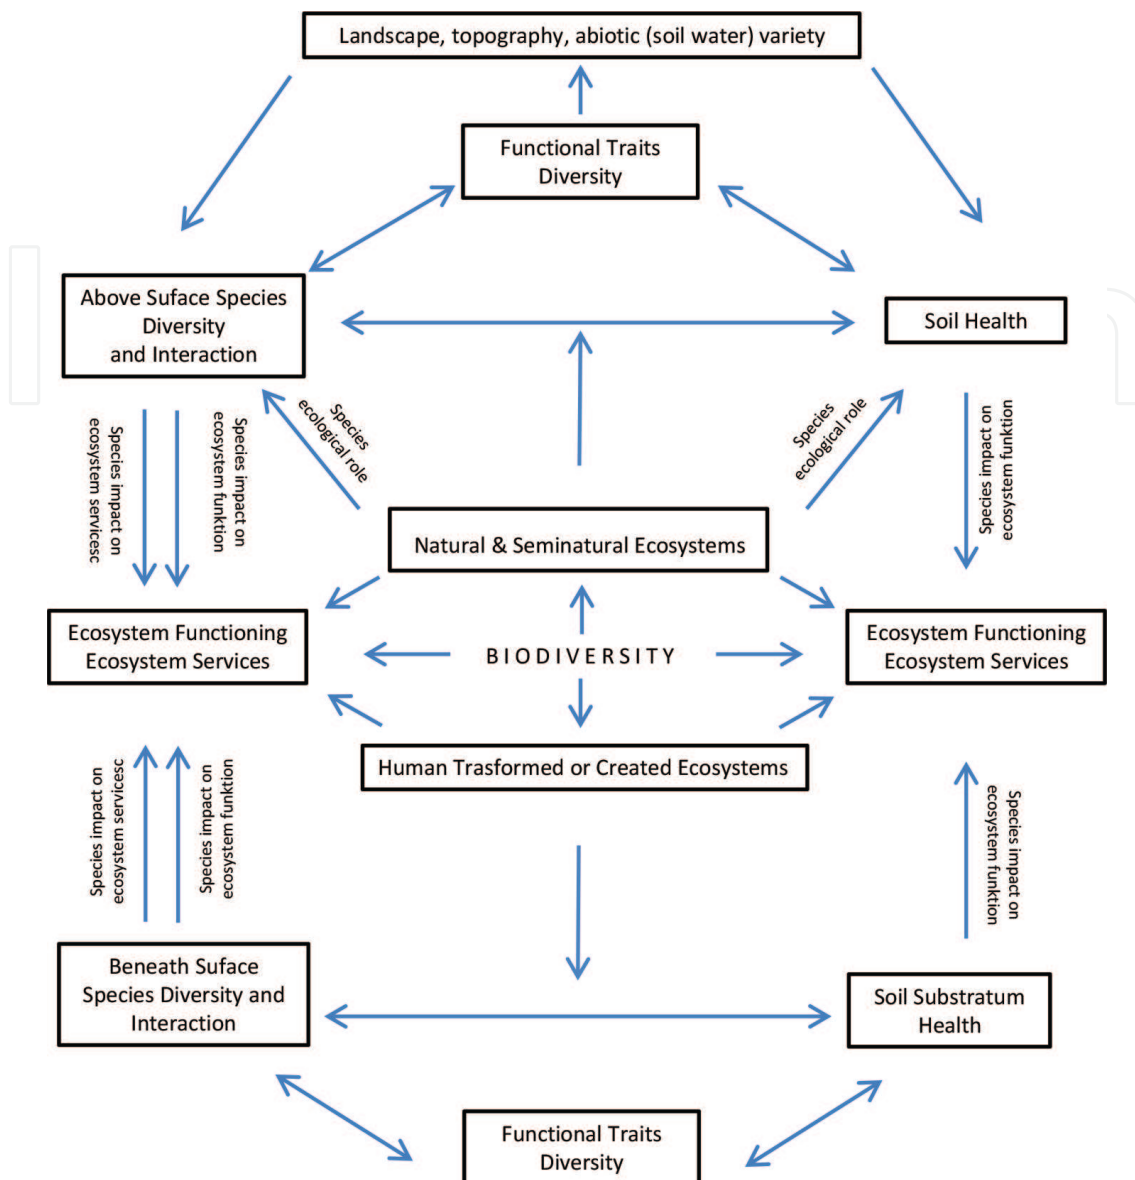 Landscape, topography, abiotic (soil water) variety
Functional Traits
Diversity
Above Suface Species
Diversity
and Interaction
Soil Health
Species impact on
ecosystem servicesc
Species impact on
ecosystem funktion
Species
ecological role
Species
ecological role
Species impact on
ecosystem funktion
Natural & Seminatural Ecosystems
Ecosystem Functioning
Ecosystem Services
BIODIVERSITY
Ecosystem Functioning
Ecosystem Services
Human Trasformed or Created Ecosystems
Species impact on
ecosystem servicesc
Species impact on
ecosystem funktion
Species impact on
ecosystem funktion
Beneath Suface
Species Diversity and
Interaction
Soil Substratum
Health
Functional Traits
Diversity